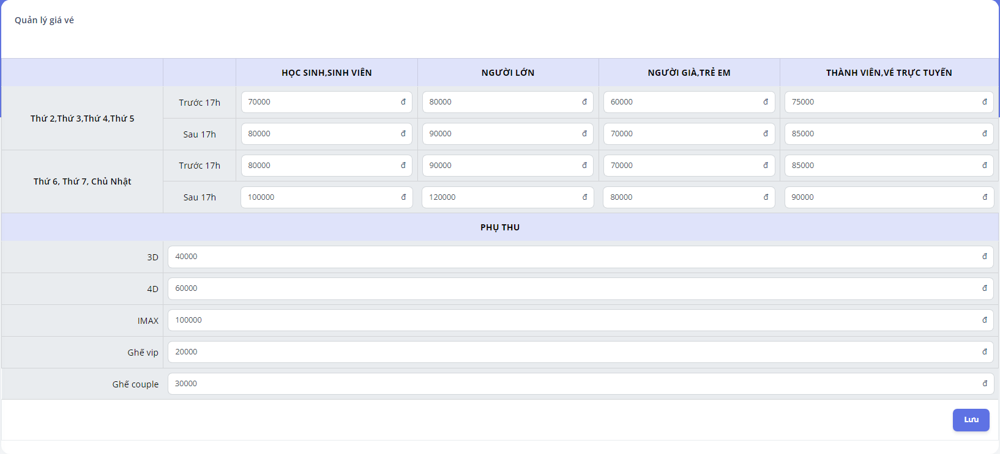 Quản lý giá vé
HỌC SINH,SINH VIÊN NGƯỜI LỚN NGƯỜI GIÀ,TRẺ EM THÀNH VIÊN,VÉ TRỰC TUYẾN
Thứ 2,Thứ 3,Thứ 4,Thứ 5
Trước 17h 70000 đ 80000 đ 60000 đ 75000 đ
Sau 17h 80000 đ 90000 đ 70000 đ 85000 đ
Thứ 6, Thứ 7, Chủ Nhật
Trước 17h 80000 đ 90000 đ 70000 đ 85000 đ
Sau 17h 100000 đ 120000 đ 80000 đ 90000 đ
PHỤ THU
3D 40000 đ
4D 60000 đ
IMAX 100000 đ
Ghế vip 20000 đ
Ghế couple 30000 đ
Lưu